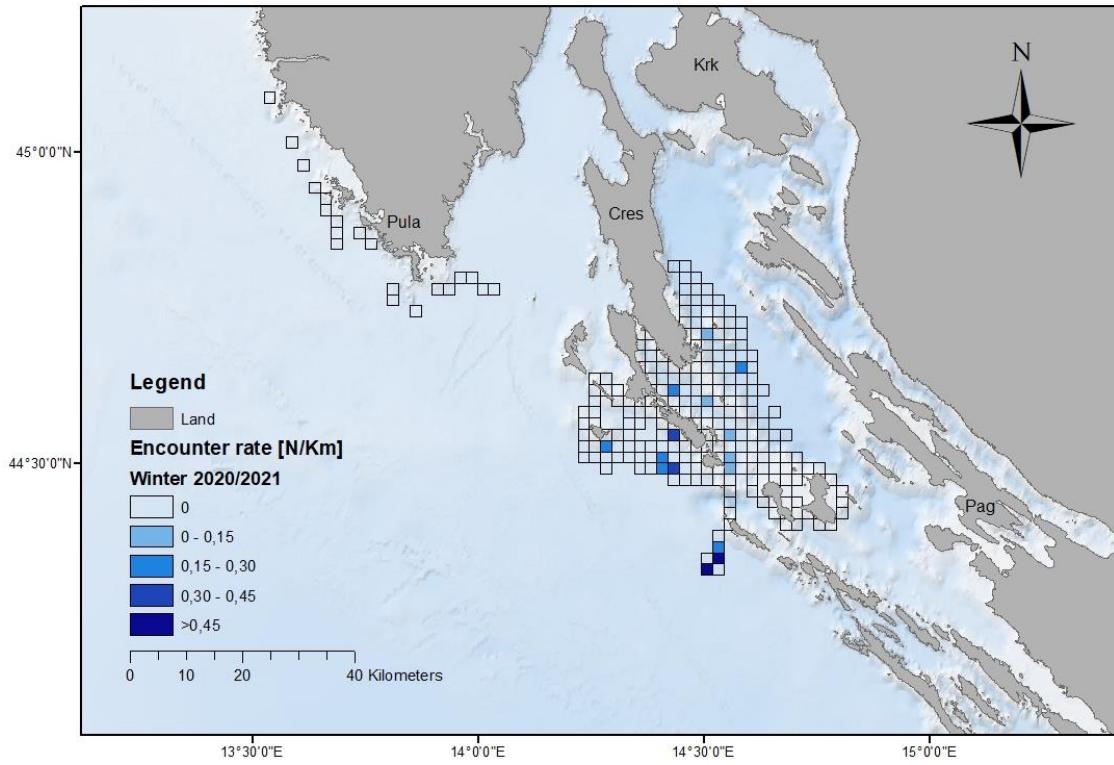 N
Krk
45°0'0"N
Cres
Pula
Legend
Land
Encounter rate [N/Km]
Winter 2020/2021
0
0 - 0,15
0,15 - 0,30
0,30 - 0,45
>0,45
44°30'0"N
Pag
0 10 20 40 Kilometers
13°30'0"E 14°0'0"E 14°30'0"E 15°0'0"E